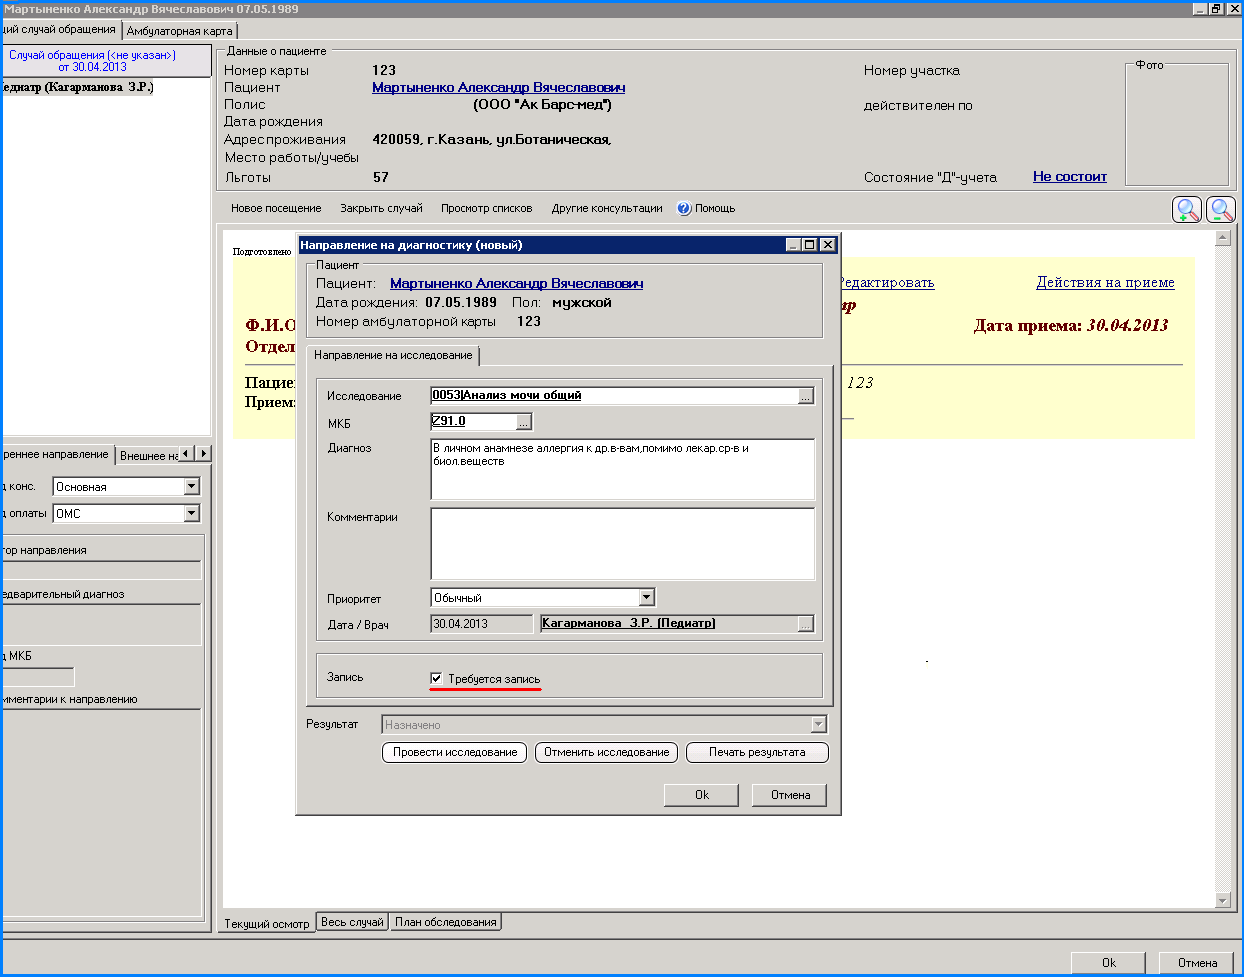 Мартыненко Александр Вячеславович 07.05.1989
случай обращения
Амбулаторная карта
Случай обращения (<не указан>)
от 30.04.2013
(Кагарманова З.Р.)
Данные о пациенте
Номер карты 123
Пациент Мартыненко Александр Вячеславович
Полис (ООО "Ак Барс-мед")
Дата рождения
Адрес проживания 420059, г.Казань, ул.Ботаническая,
Место работы/учебы
Льготы 57
Номер участка
действителен по
Состояние "Д"-учета Не состоит
Фото
Новое посещение Закрыть случай Просмотр списков Другие консультации Помощь
Подготовлено
Редактировать Действия на приеме
Ф.И.О
Дата приема: 30.04.2013
Отдел
Пациен
123
Прием:
Направление на диагностику (новый)
Пациент
Пациент: Мартыненко Александр Вячеславович
Дата рождения: 07.05.1989 Пол: мужской
Номер амбулаторной карты 123
Направление на исследование
Исследование 0053|Анализ мочи общий ...
МКБ Z91.0 ...
Диагноз В личном анамнезе аллергия к др.в-вам,помимо лекар.ср-в и
биол.веществ
Комментарии
Приоритет Обычный
Дата / Врач 30.04.2013 Кагарманова З.Р. (Педиатр) ...
Запись Требуется запись
Результат Назначено
Провести исследование Отменить исследование Печать результата
Ok Отмена
реннее направление Внешнее на
д конс. Основная
д оплаты ОМС
тор направления
едварительный диагноз
д МКБ
мментарии к направлению
Текущий осмотр Весь случай План обследования
Ok Отмена